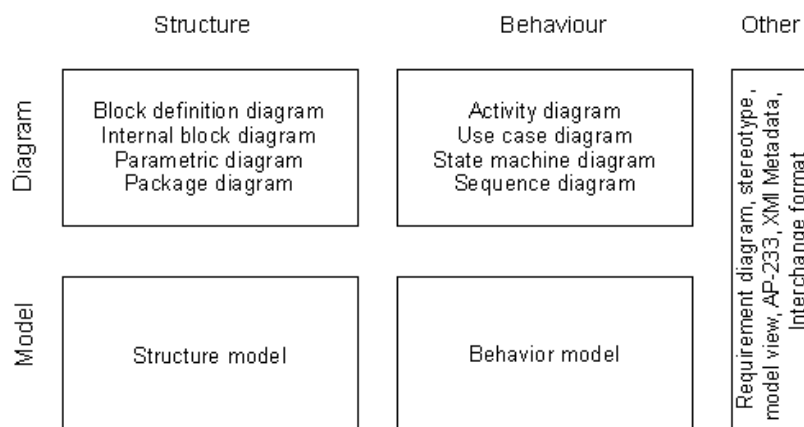 Structure
Behaviour
Other
Diagram
Block definition diagram
Internal block diagram
Parametric diagram
Package diagram
Activity diagram
Use case diagram
State machine diagram
Sequence diagram
Requirement diagram, stereotype,
model view, AP-233, XMI Metadata,
Interchange format
Model
Structure model
Behavior model